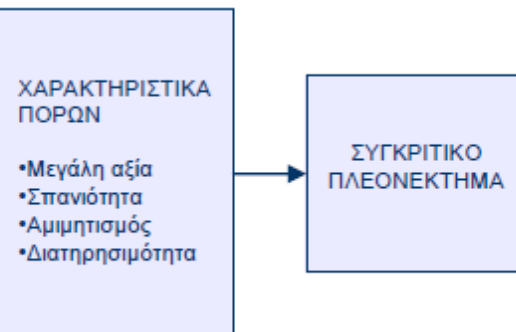 ΧΑΡΑΚΤΗΡΙΣΤΙΚΑ
ΠΟΡΩΝ
•Μεγάλη αξία
•Σπανιότητα
•Αμιμητισμός
•Διατηρησιμότητα
ΣΥΓΚΡΙΤΙΚΟ
ΠΛΕΟΝΕΚΤΗΜΑ